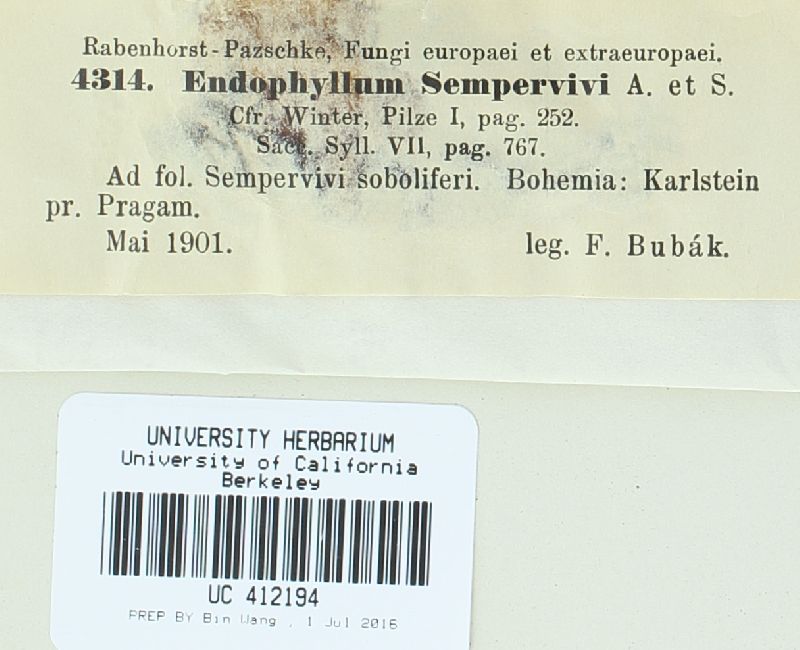 Rabenhorst-Pazschke, Fungi europaei et extraeuropaei.
4314. Endophyllum Sempervivi A. et S.
Cfr. Winter, Pilze I, pag. 252.
Sacc. Syll. VII, pag. 767.
Ad fol. Sempervivi soboliferi. Bohemia: Karlstein
pr. Pragam.
Mai 1901. leg. F. Bubák.
UNIVERSITY HERBARIUM
University of California
Berkeley
UC 412194
PREP BY Bin Wang , 1 Jul 2016